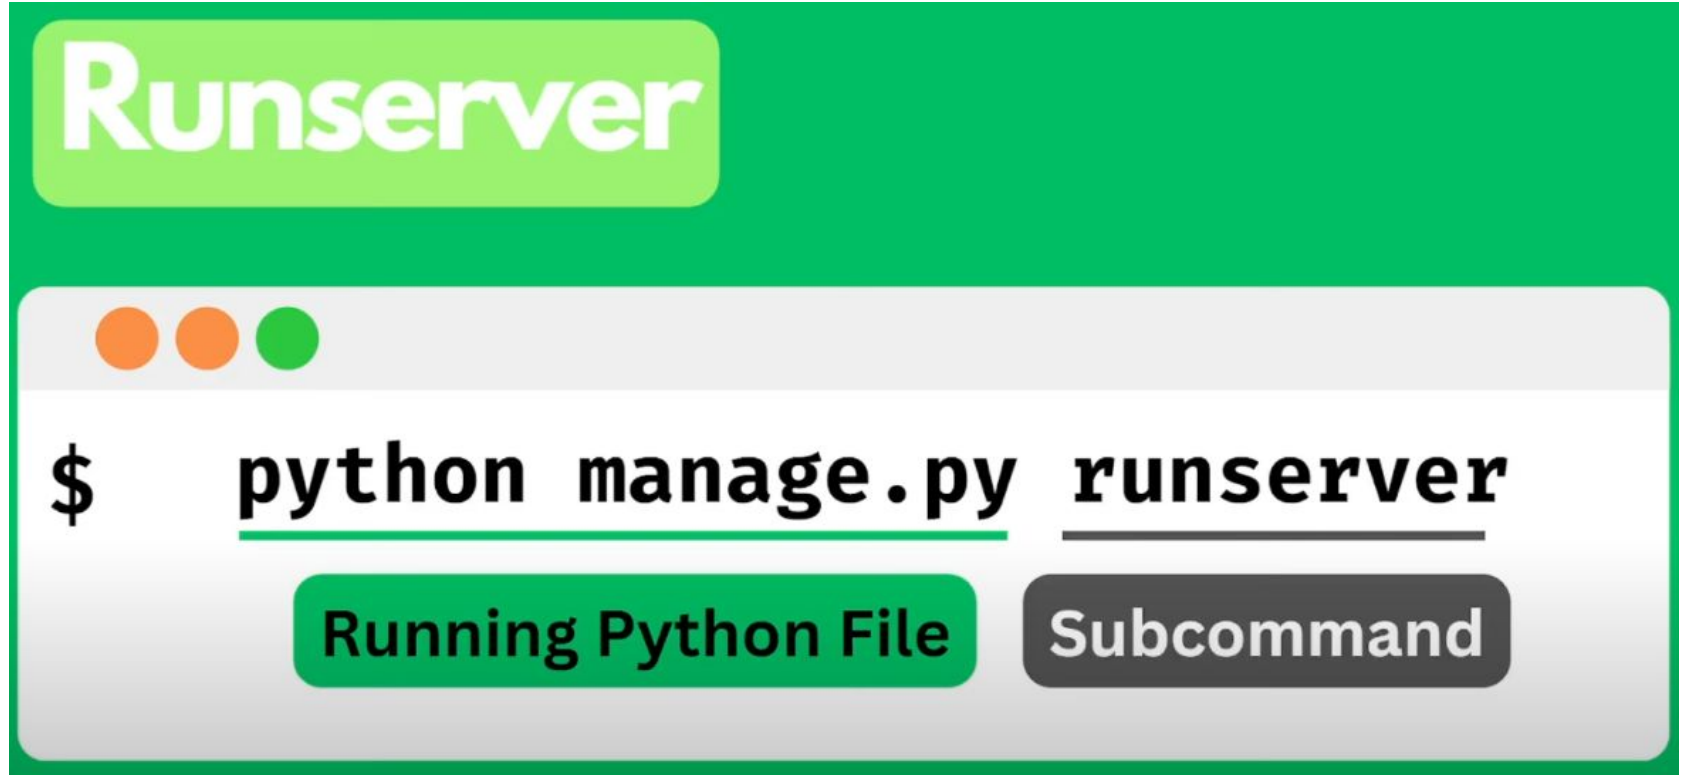 Runserver
$ python manage.py runserver
Running Python File Subcommand